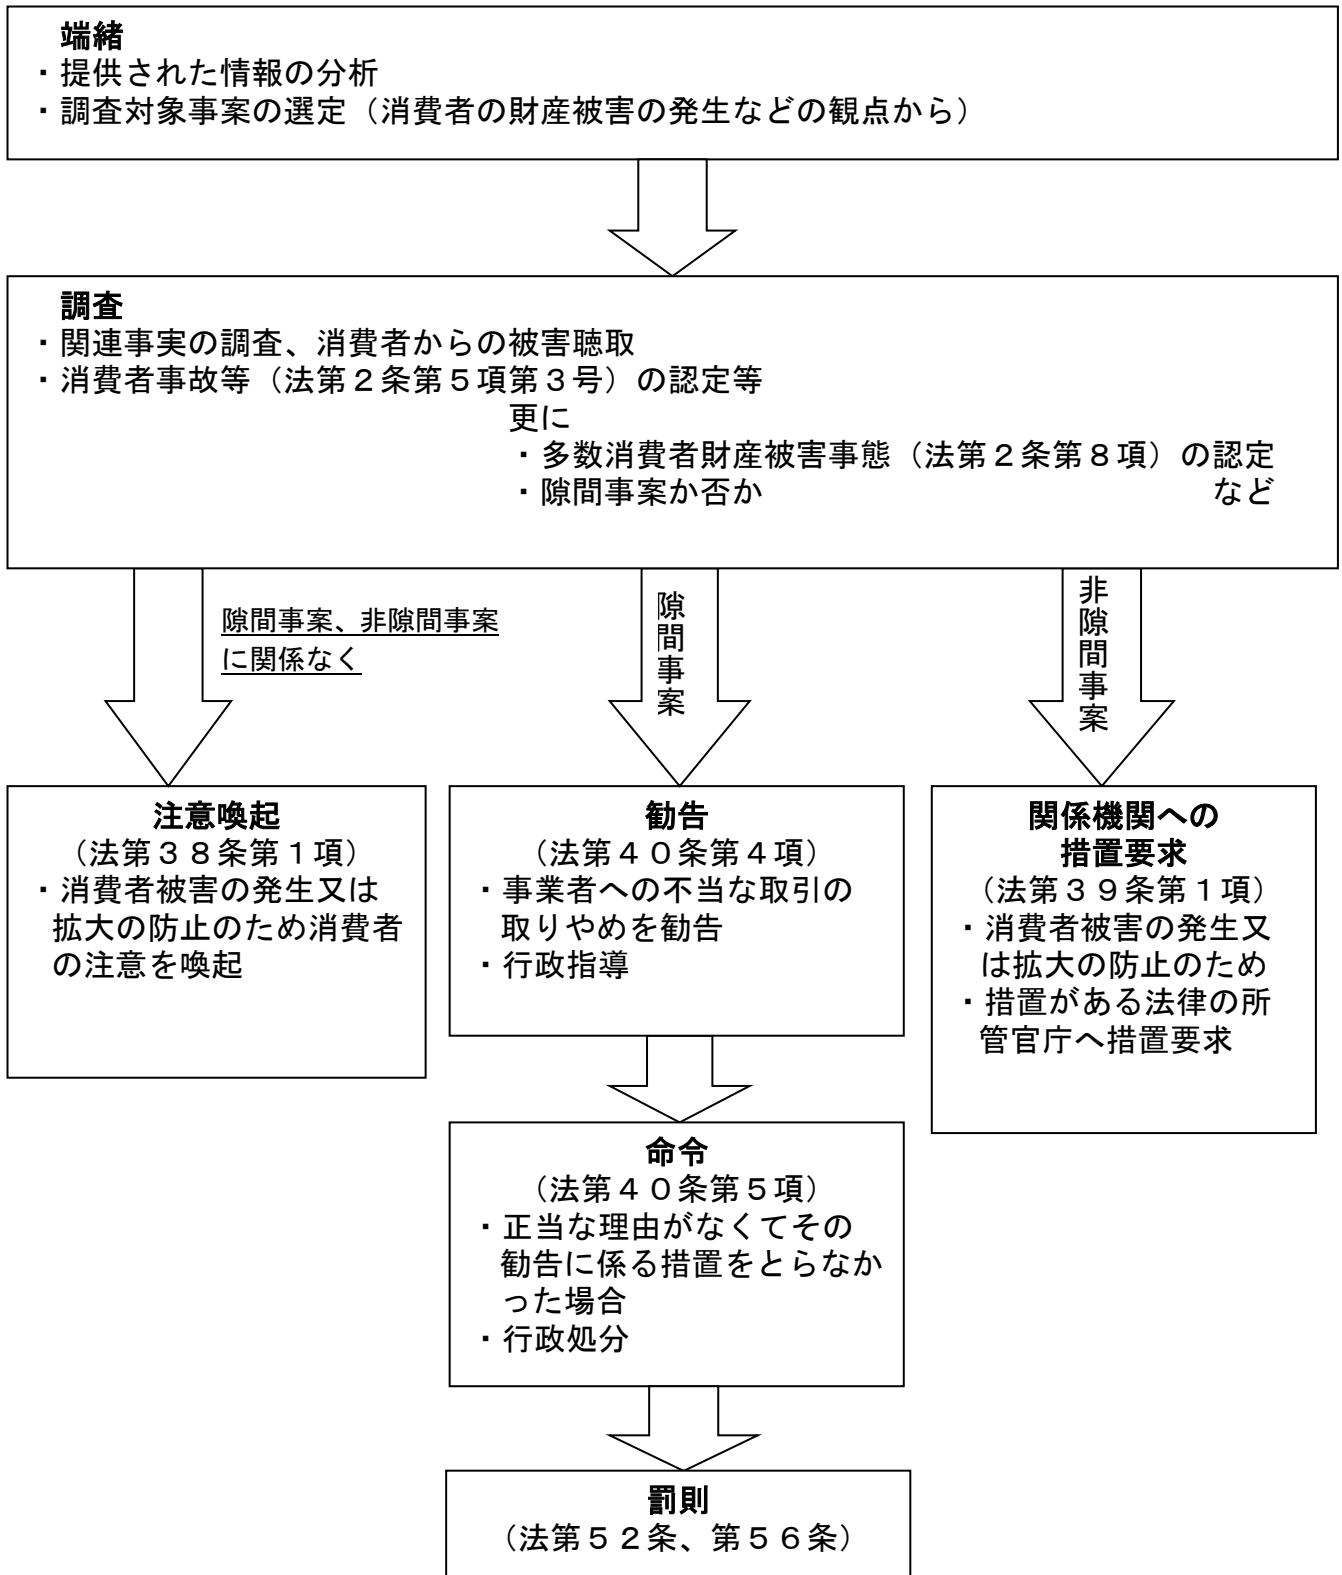 端緒
・提供された情報の分析
・調査対象事案の選定（消費者の財産被害の発生などの観点から）
調査
・関連事実の調査、消費者からの被害聴取
・消費者事故等（法第２条第５項第３号）の認定等
更に
・多数消費者財産被害事態（法第２条第８項）の認定
・隙間事案か否か　など
隙間事案、非隙間事案
に関係なく
隙間事案
非隙間事案
注意喚起
（法第３８条第１項）
・消費者被害の発生又は
拡大の防止のため消費者
の注意を喚起
勧告
（法第４０条第４項）
・事業者への不当な取引の
取りやめを勧告
・行政指導
関係機関への
措置要求
（法第３９条第１項）
・消費者被害の発生又
は拡大の防止のため
・措置がある法律の所
管官庁へ措置要求
命令
（法第４０条第５項）
・正当な理由がなくてその
勧告に係る措置をとらなか
った場合
・行政処分
罰則
（法第５２条、第５６条）